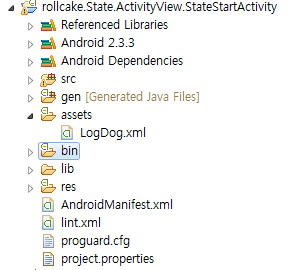 rollcake.State.ActivityView.StateStartActivity
Referenced Libraries
Android 2.3.3
Android Dependencies
src
gen [Generated Java Files]
assets
LogDog.xml
bin
lib
res
AndroidManifest.xml
lint.xml
proguard.cfg
project.properties